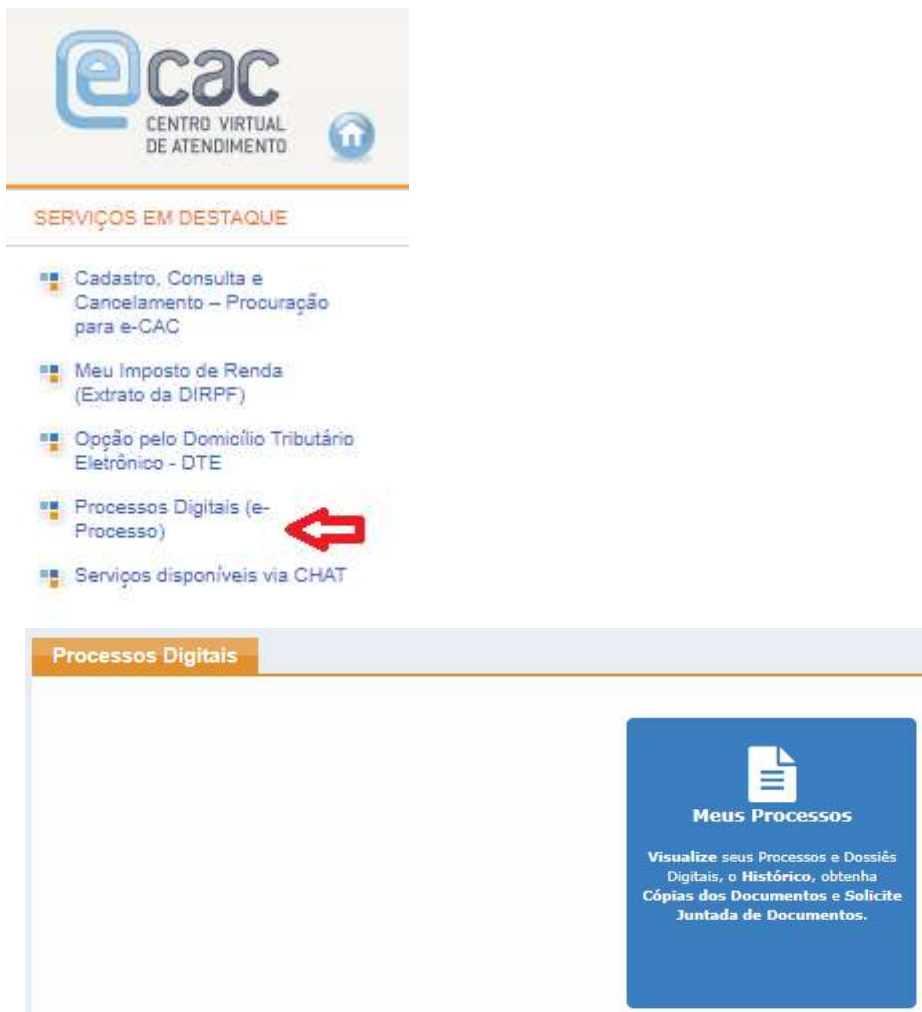 ecac
CENTRO VIRTUAL
DE ATENDIMENTO
SERVIÇOS EM DESTAQUE
Cadastro, Consulta e
Cancelamento – Procuração
para e-CAC
Meu Imposto de Renda
(Extrato da DIRPF)
Opção pelo Domicílio Tributário
Eletrônico - DTE
Processos Digitais (e-
Processo)
Serviços disponíveis via CHAT
Processos Digitais
Meus Processos
Visualize seus Processos e Dossiês
Digitais, o Histórico, obtenha
Cópias dos Documentos e Solicite
Juntada de Documentos.